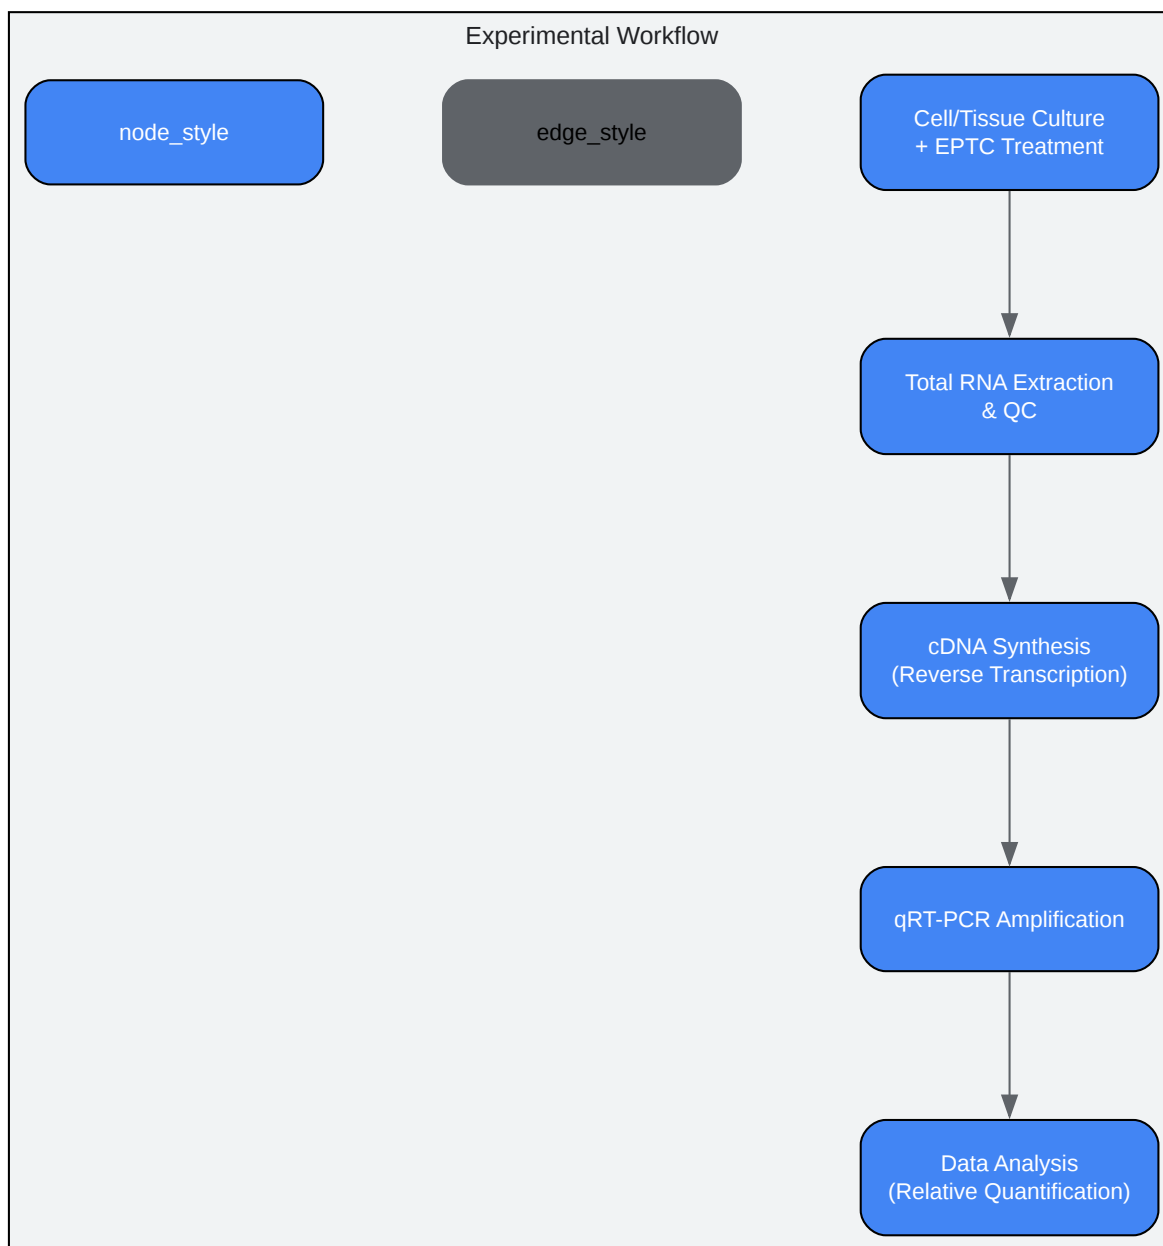 Experimental Workflow
node_style
edge_style
Cell/Tissue Culture
+ EPTC Treatment
Total RNA Extraction
& QC
cDNA Synthesis
(Reverse Transcription)
qRT-PCR Amplification
Data Analysis
(Relative Quantification)